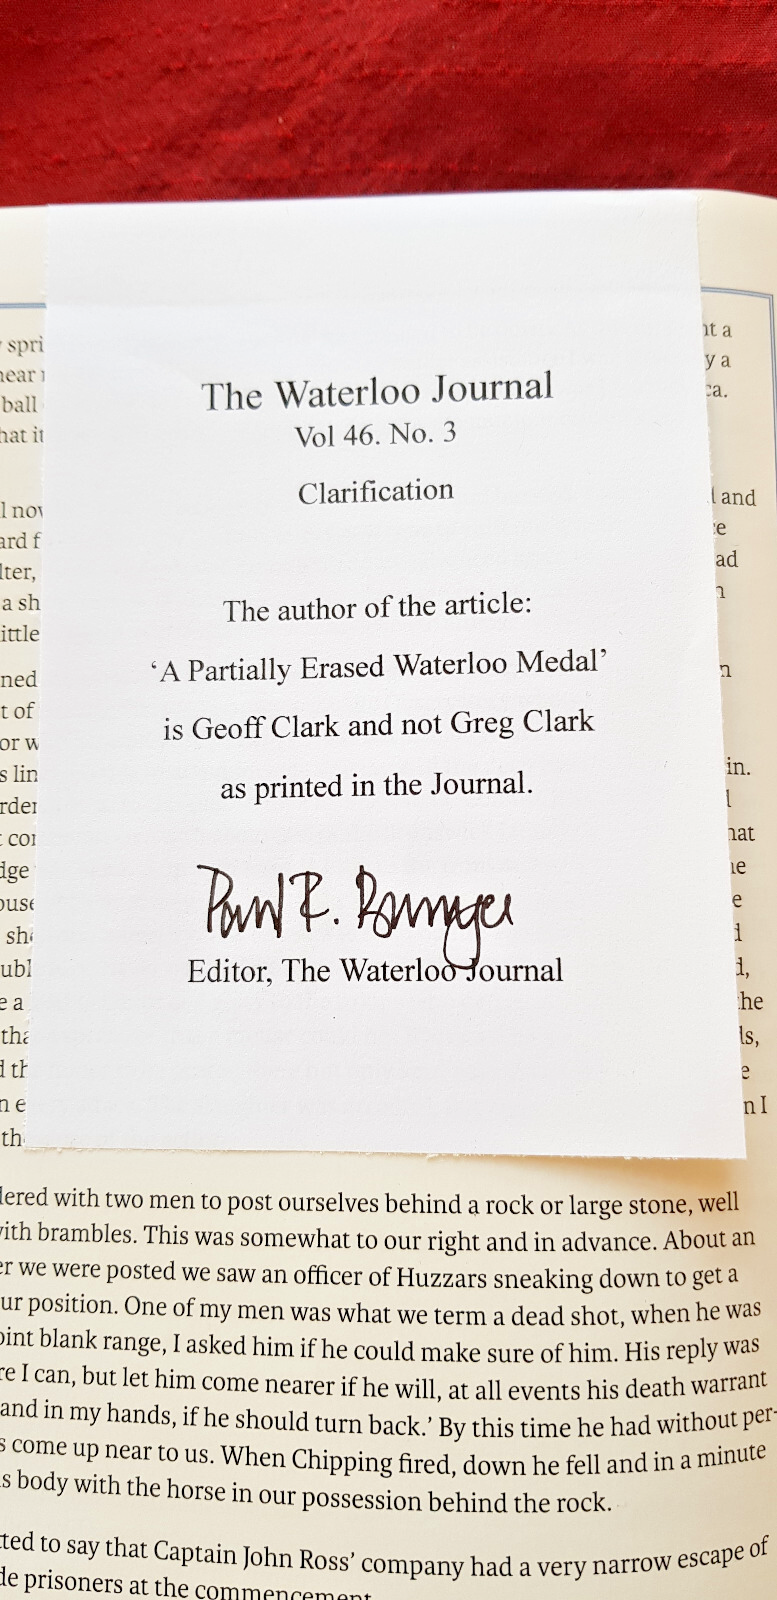 The Waterloo Journal
Vol 46. No. 3
Clarification
The author of the article:
‘A Partially Erased Waterloo Medal’
is Geoff Clark and not Greg Clark
as printed in the Journal.
Editor, The Waterloo Journal
dered with two men to post ourselves behind a rock or large stone, well
with brambles. This was somewhat to our right and in advance. About an
er we were posted we saw an officer of Huzzars sneaking down to get a
ur position. One of my men was what we term a dead shot, when he was
oint blank range, I asked him if he could make sure of him. His reply was
re I can, but let him come nearer if he will, at all events his death warrant
and in my hands, if he should turn back.’ By this time he had without per-
s come up near to us. When Chipping fired, down he fell and in a minute
s body with the horse in our possession behind the rock.
cted to say that Captain John Ross’ company had a very narrow escape of
de prisoners at the commencement